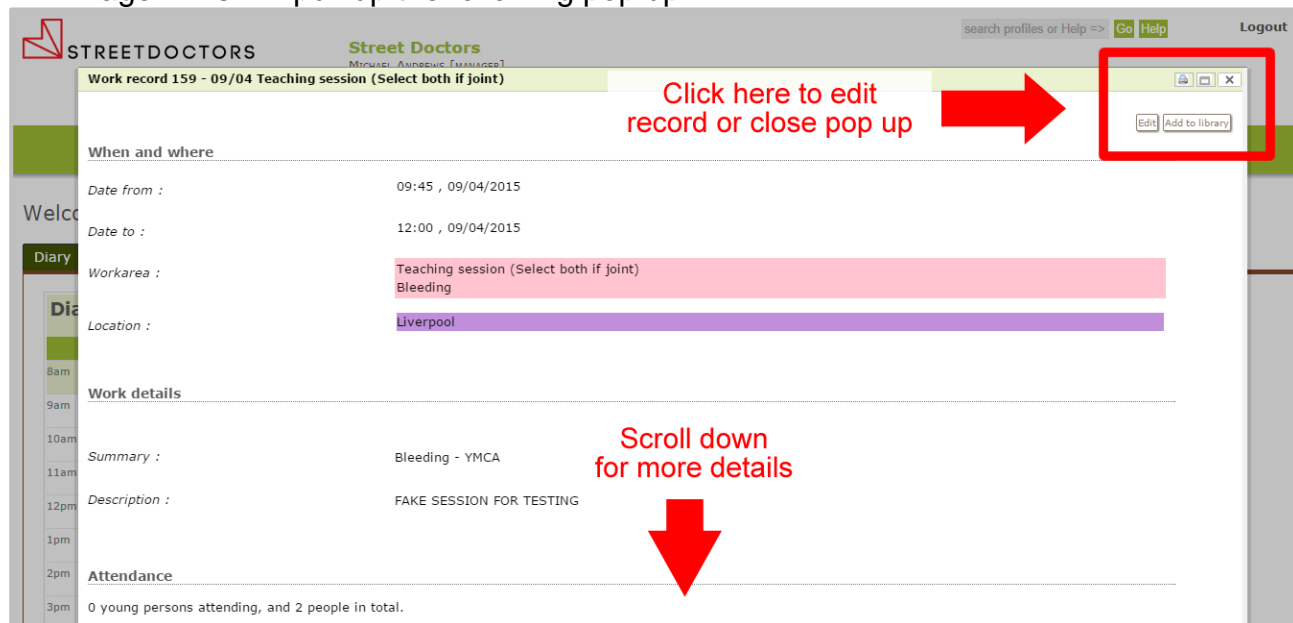 STREETDOCTORS
Street Doctors
MICHAEL ANDREWS [MANAGER]
search profiles or Help => Go Help
Logout
Work record 159 - 09/04 Teaching session (Select both if joint)
Click here to edit
record or close pop up
Edit Add to library
When and where
Date from : 09:45 , 09/04/2015
Date to : 12:00 , 09/04/2015
Workarea : Teaching session (Select both if joint)
Bleeding
Location : Liverpool
Work details
Summary : Bleeding - YMCA
Description : FAKE SESSION FOR TESTING
Scroll down
for more details
Attendance
0 young persons attending, and 2 people in total.
Welco
Diary
Dia
8am
9am
10am
11am
12pm
1pm
2pm
3pm